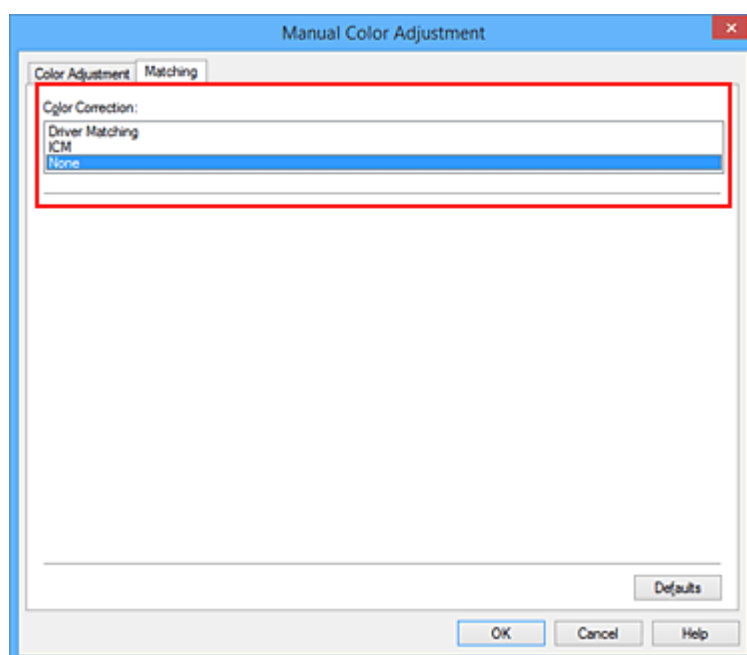 Manual Color Adjustment
Color Adjustment Matching
Color Correction:
Driver Matching
ICM
None
Defaults
OK Cancel Help